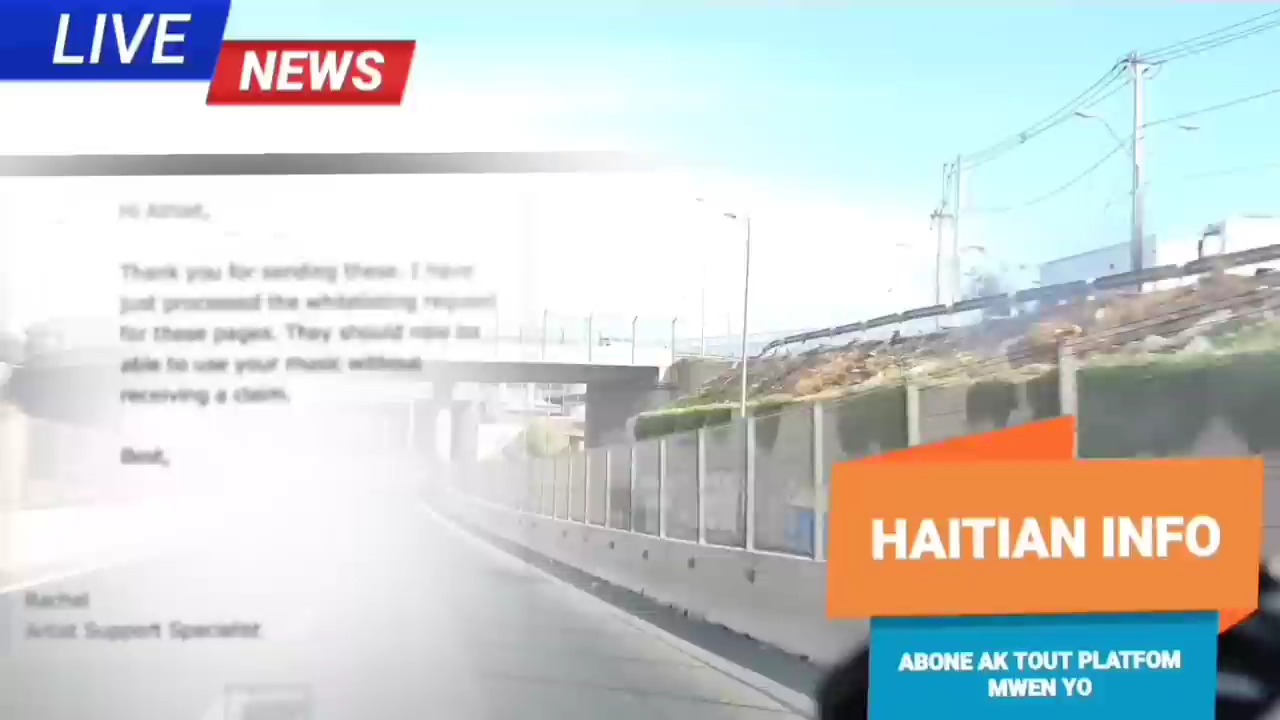 LIVE
NEWS
Thank you for sending these. I have
just processed the whitelisting request
for these pages. They should now be
able to use your music without
receiving a claim.
Best,
Rachel
Artist Support Specialist
HAITIAN INFO
ABONE AK TOUT PLATFOM
MWEN YO